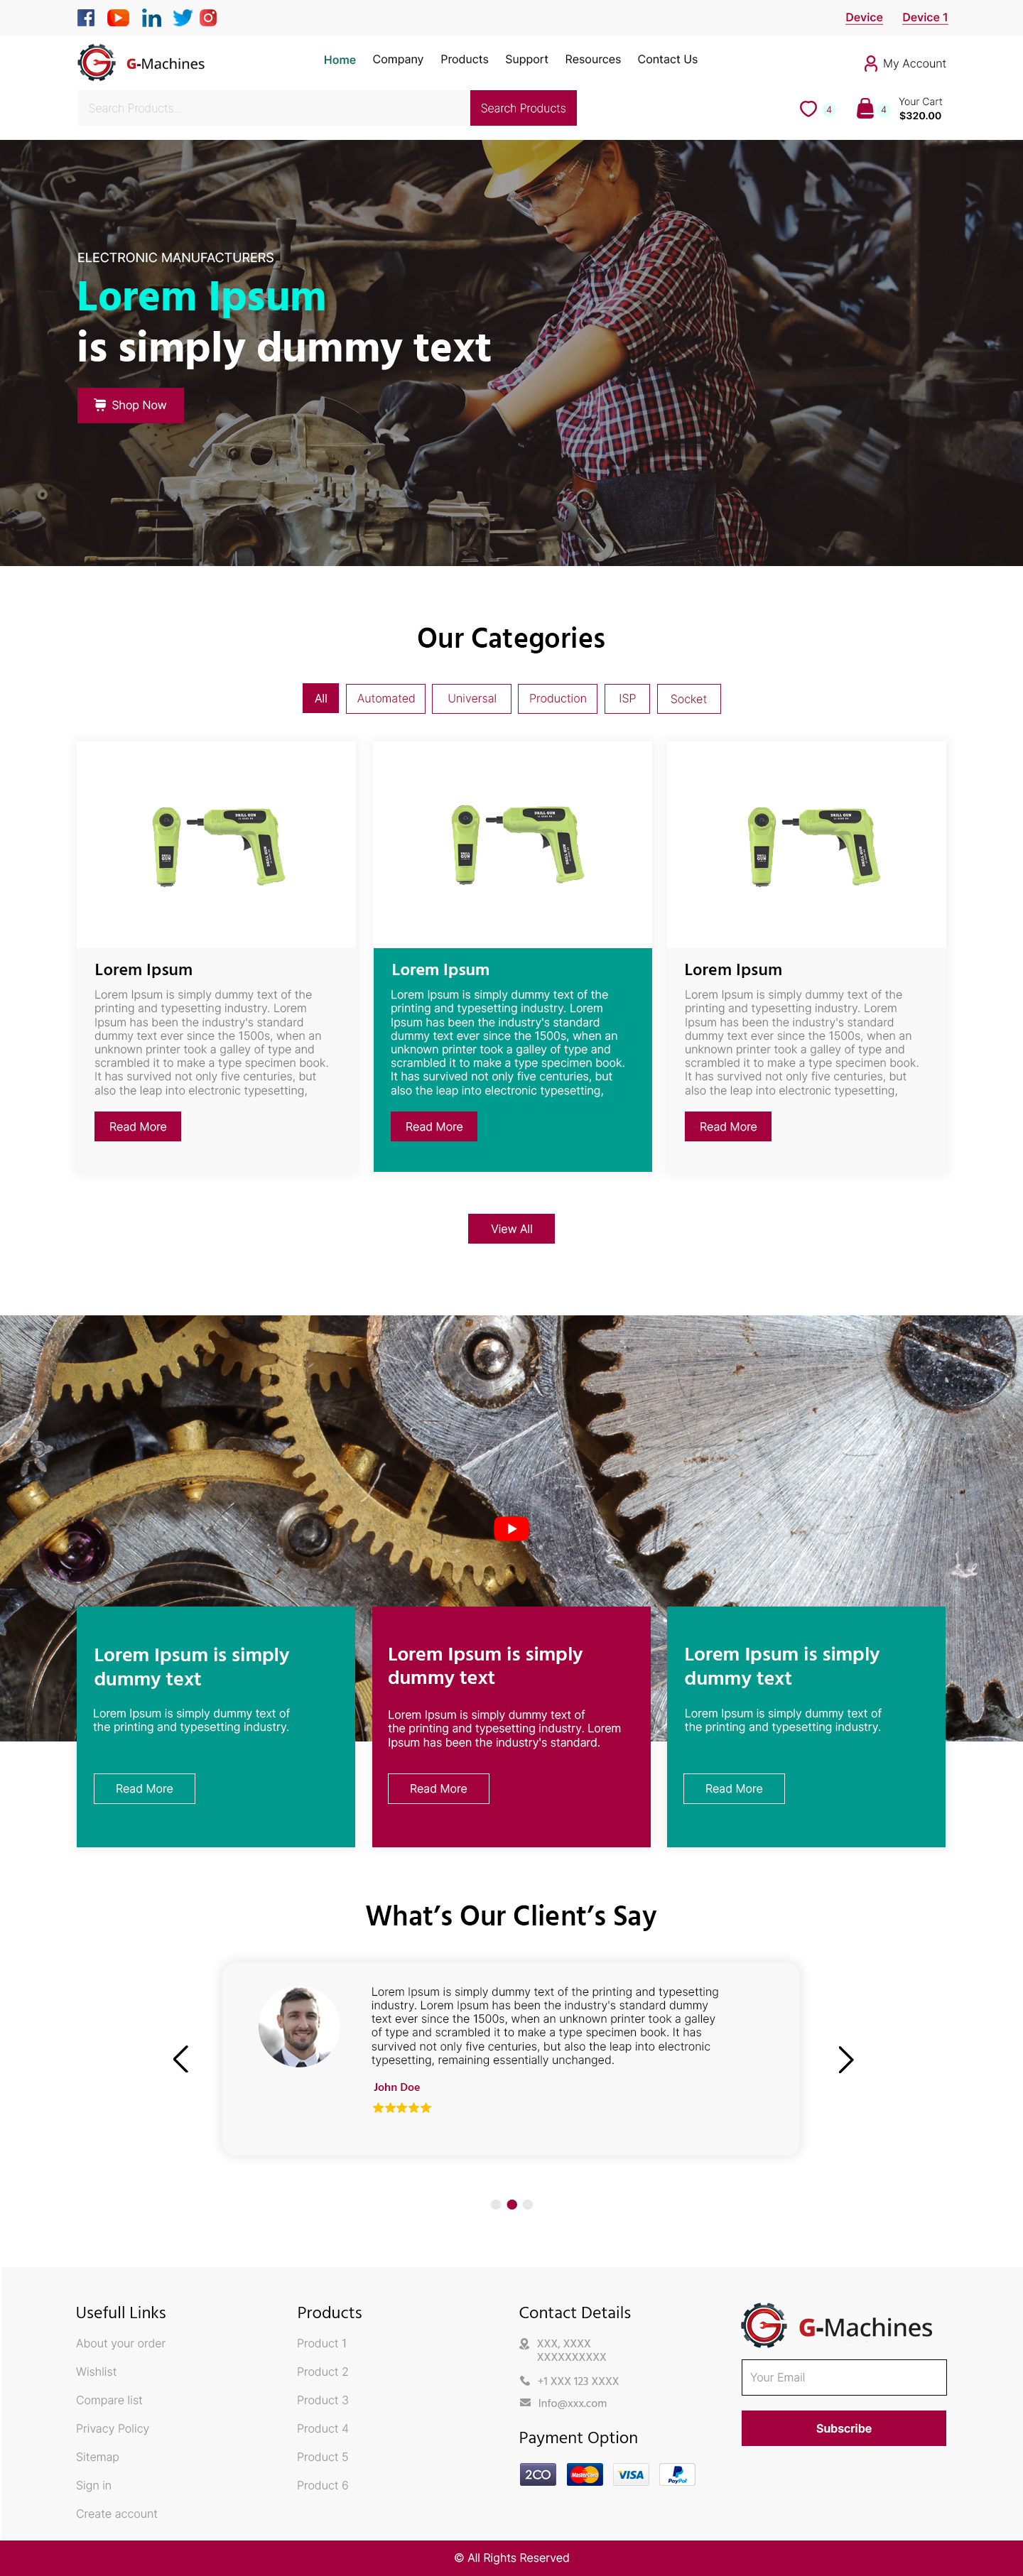 Device Device 1
G-Machines
Home Company Products Support Resources Contact Us
My Account
Search Products...
Search Products
4
4
Your Cart
$320.00
ELECTRONIC MANUFACTURERS
Lorem Ipsum
is simply dummy text
Shop Now
Our Categories
All Automated Universal Production ISP Socket
DRILL GUN
DRILL GUN
DRILL GUN
DRILL GUN
DRILL GUN
DRILL GUN
DRILL GUN
DRILL GUN
DRILL GUN
Lorem Ipsum
Lorem Ipsum is simply dummy text of the
printing and typesetting industry. Lorem
Ipsum has been the industry's standard
dummy text ever since the 1500s, when an
unknown printer took a galley of type and
scrambled it to make a type specimen book.
It has survived not only five centuries, but
also the leap into electronic typesetting,
Read More
Lorem Ipsum
Lorem Ipsum is simply dummy text of the
printing and typesetting industry. Lorem
Ipsum has been the industry's standard
dummy text ever since the 1500s, when an
unknown printer took a galley of type and
scrambled it to make a type specimen book.
It has survived not only five centuries, but
also the leap into electronic typesetting,
Read More
Lorem Ipsum
Lorem Ipsum is simply dummy text of the
printing and typesetting industry. Lorem
Ipsum has been the industry's standard
dummy text ever since the 1500s, when an
unknown printer took a galley of type and
scrambled it to make a type specimen book.
It has survived not only five centuries, but
also the leap into electronic typesetting,
Read More
View All
Lorem Ipsum is simply
dummy text
Lorem Ipsum is simply dummy text of
the printing and typesetting industry.
Read More
Lorem Ipsum is simply
dummy text
Lorem Ipsum is simply dummy text of
the printing and typesetting industry. Lorem
Ipsum has been the industry's standard.
Read More
Lorem Ipsum is simply
dummy text
Lorem Ipsum is simply dummy text of
the printing and typesetting industry.
Read More
What’s Our Client’s Say
Lorem Ipsum is simply dummy text of the printing and typesetting
industry. Lorem Ipsum has been the industry's standard dummy
text ever since the 1500s, when an unknown printer took a galley
of type and scrambled it to make a type specimen book. It has
survived not only five centuries, but also the leap into electronic
typesetting, remaining essentially unchanged.
John Doe
Usefull Links
About your order
Wishlist
Compare list
Privacy Policy
Sitemap
Sign in
Create account
Products
Product 1
Product 2
Product 3
Product 4
Product 5
Product 6
Contact Details
XXX, XXXX
XXXXXXXXXX
+1 XXX 123 XXXX
Info@xxx.com
Payment Option
2CO
MasterCard
VISA
PayPal
G-Machines
Your Email
Subscribe
© All Rights Reserved